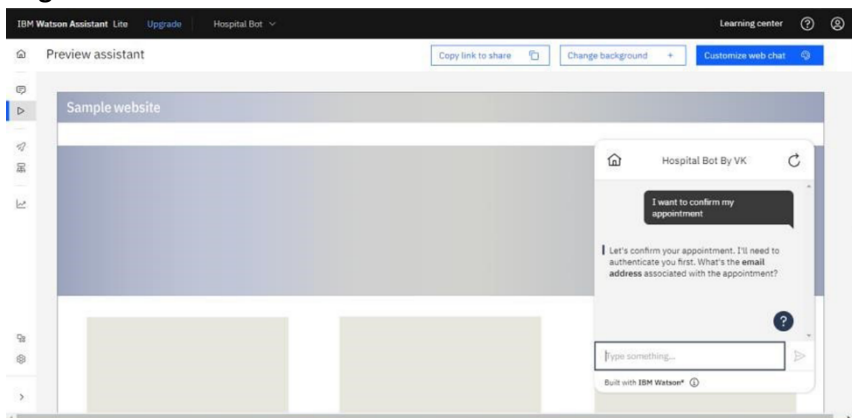 IBM Watson Assistant Lite Upgrade Hospital Bot
Learning center
Preview assistant
Copy link to share
Change background +
Customize web chat
Sample website
Hospital Bot By VK
I want to confirm my
appointment
Let's confirm your appointment. I'll need to
authenticate you first. What's the email
address associated with the appointment?
?
Type something...
Built with IBM Watson®